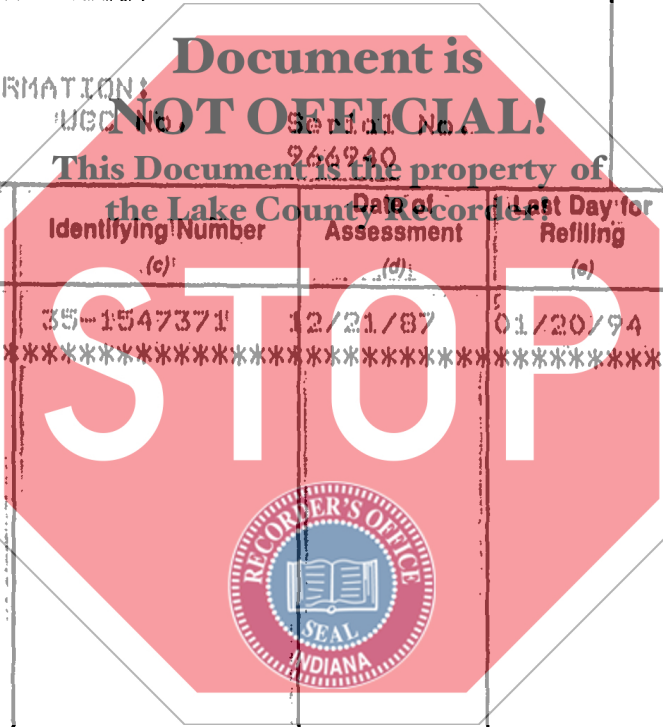 Document is
RMATION:
NOT OFFICIAL!
UGC No. Serial No.
966940
This Document is the property of
the Lake County Recorder!
Identifying Number Date of Assessment Last Day for Refiling
(c) (d) (e)
35-1547371 12/21/87 01/20/94
***********************************
STOP
RECORDER'S OFFICE
SEAL
INDIANA